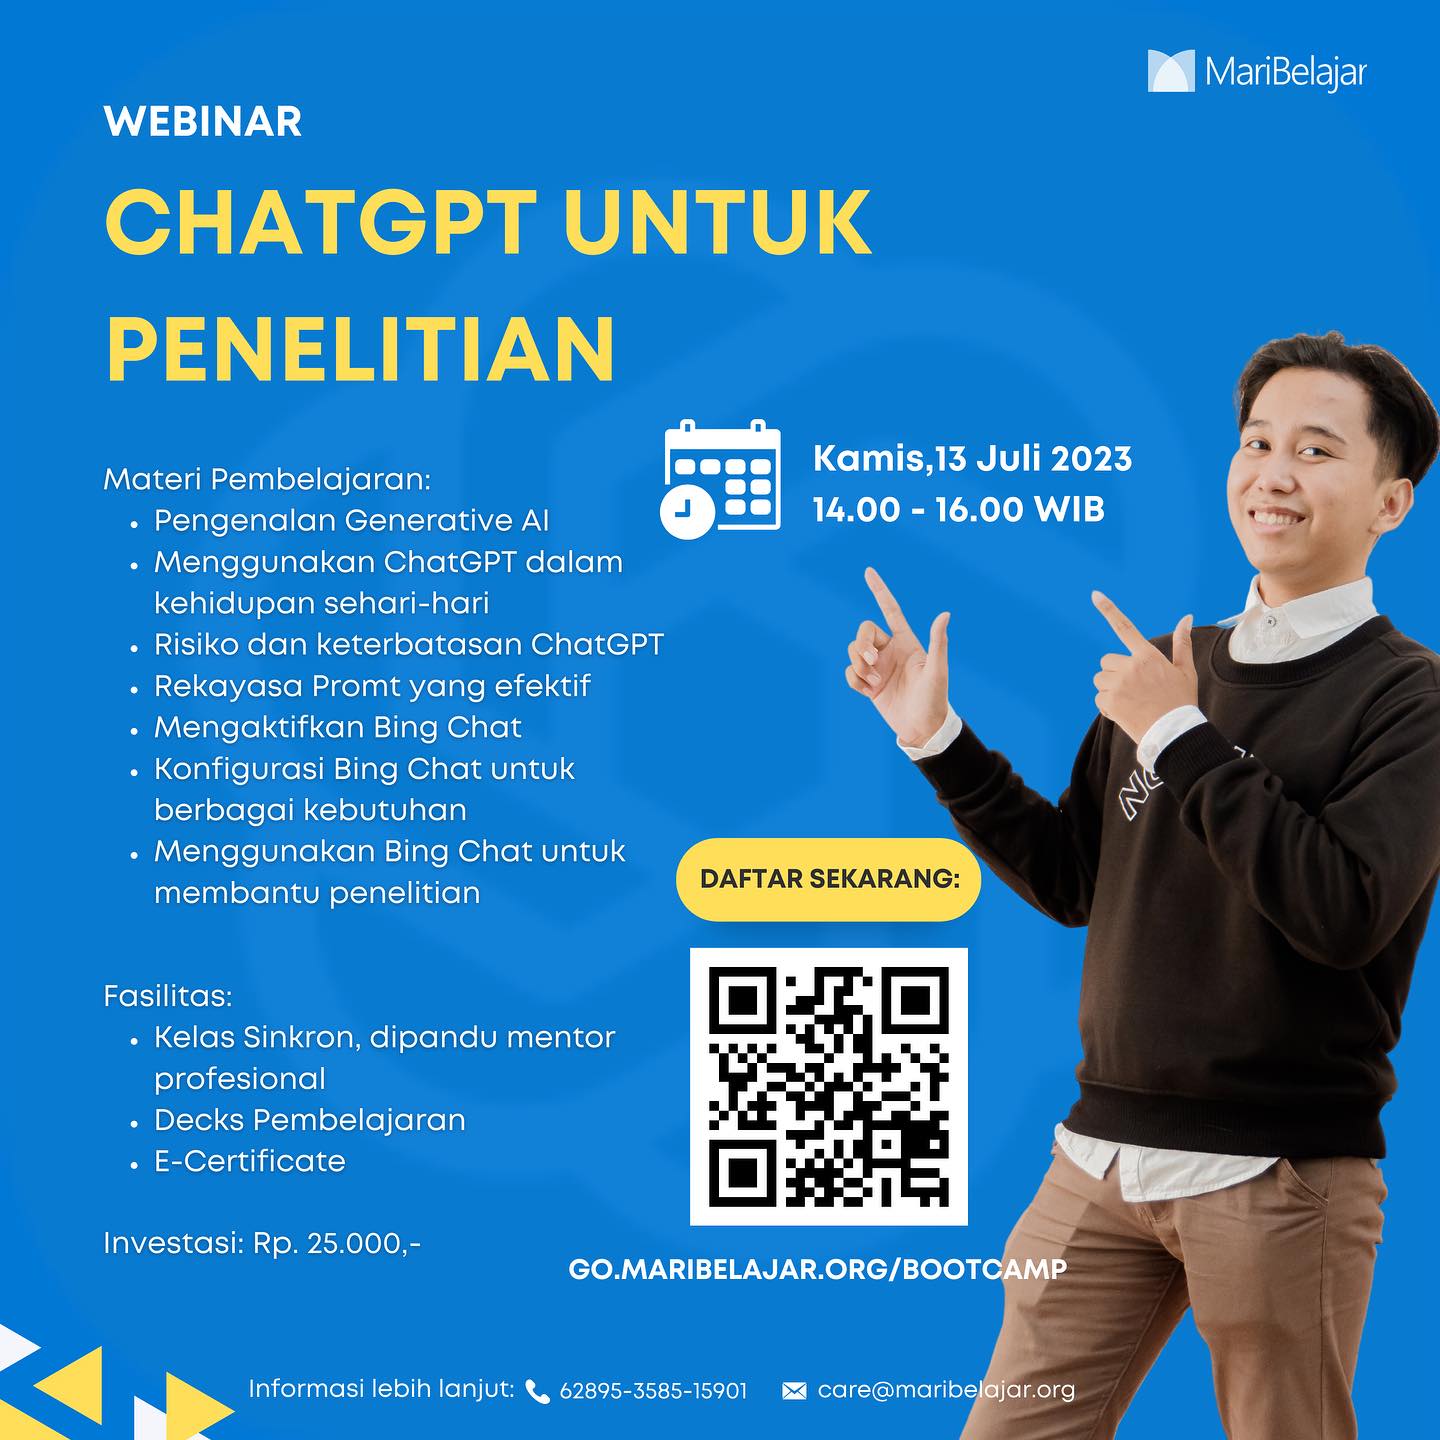 MariBelajar
WEBINAR
CHATGPT UNTUK
PENELITIAN
Kamis,13 Juli 2023
14.00 - 16.00 WIB
Materi Pembelajaran:
• Pengenalan Generative AI
• Menggunakan ChatGPT dalam
kehidupan sehari-hari
• Risiko dan keterbatasan ChatGPT
• Rekayasa Promt yang efektif
• Mengaktifkan Bing Chat
• Konfigurasi Bing Chat untuk
berbagai kebutuhan
• Menggunakan Bing Chat untuk
membantu penelitian
Fasilitas:
• Kelas Sinkron, dipandu mentor
profesional
• Decks Pembelajaran
• E-Certificate
Investasi: Rp. 25.000,-
DAFTAR SEKARANG:
GO.MARIBELAJAR.ORG/BOOTCAMP
Informasi lebih lanjut: 62895-3585-15901 care@maribelajar.org